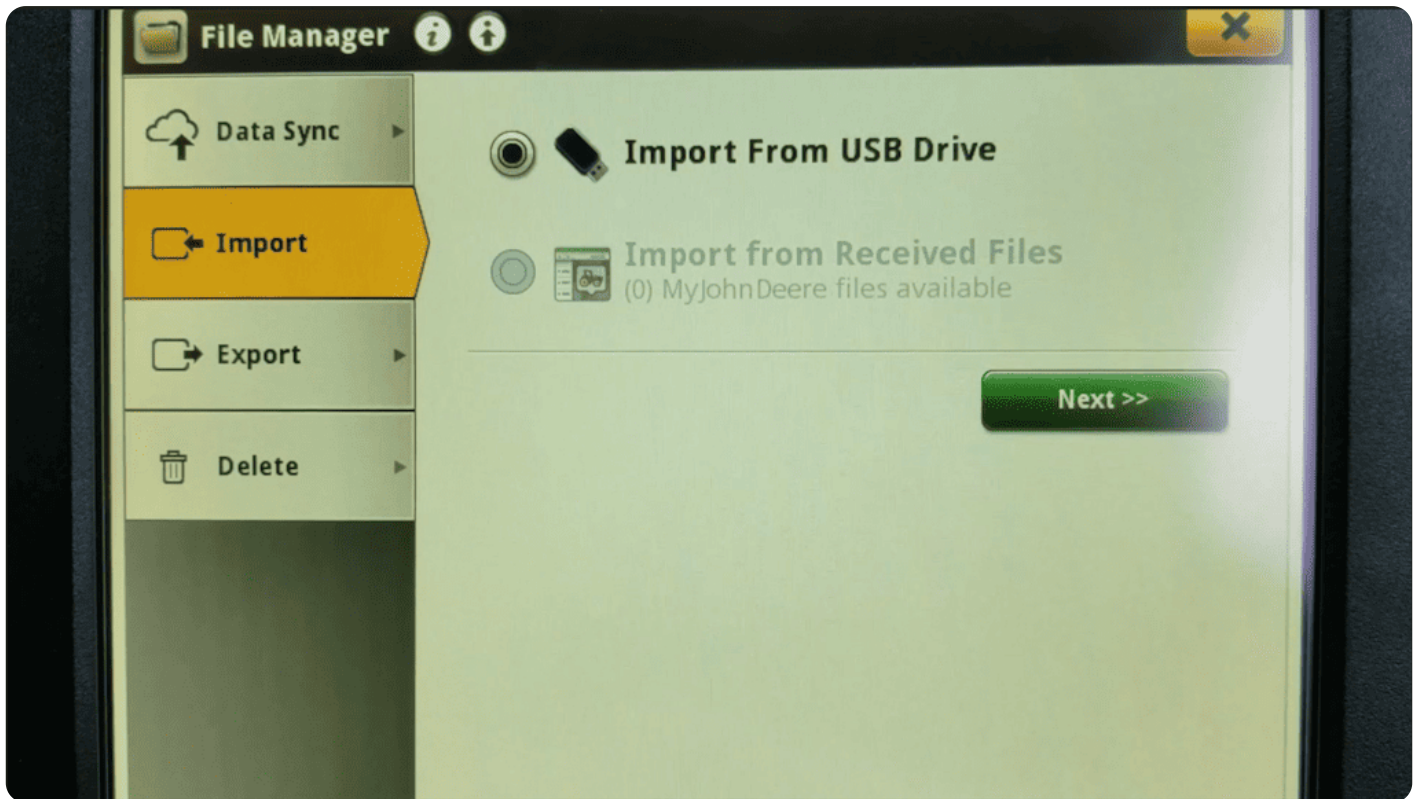 File Manager
Data Sync
Import
Export
Delete
Import From USB Drive
Import from Received Files
(0) MyJohnDeere files available
Next >>